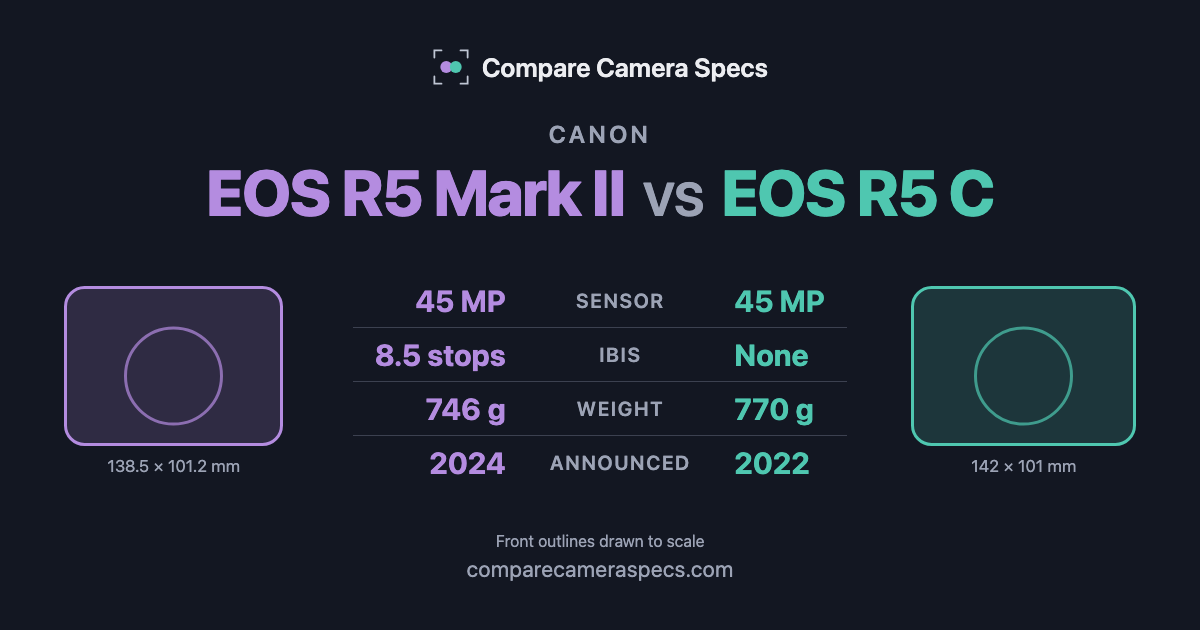 Compare Camera Specs
CANON
EOS R5 Mark II vs EOS R5 C
45 MP SENSOR 45 MP
8.5 stops IBIS None
746 g WEIGHT 770 g
2024 ANNOUNCED 2022
138.5 × 101.2 mm
142 × 101 mm
Front outlines drawn to scale
comparecameraspecs.com